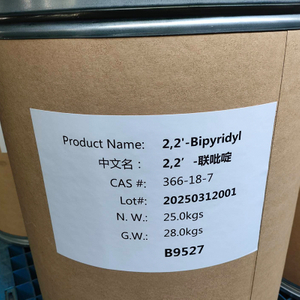 Product Name: 2,2'-Bipyridyl
中文名： 2,2’-联吡啶
CAS #: 366-18-7
Lot#: 20250312001
N. W.: 25.0kgs
G.W.: 28.0kgs
B9527